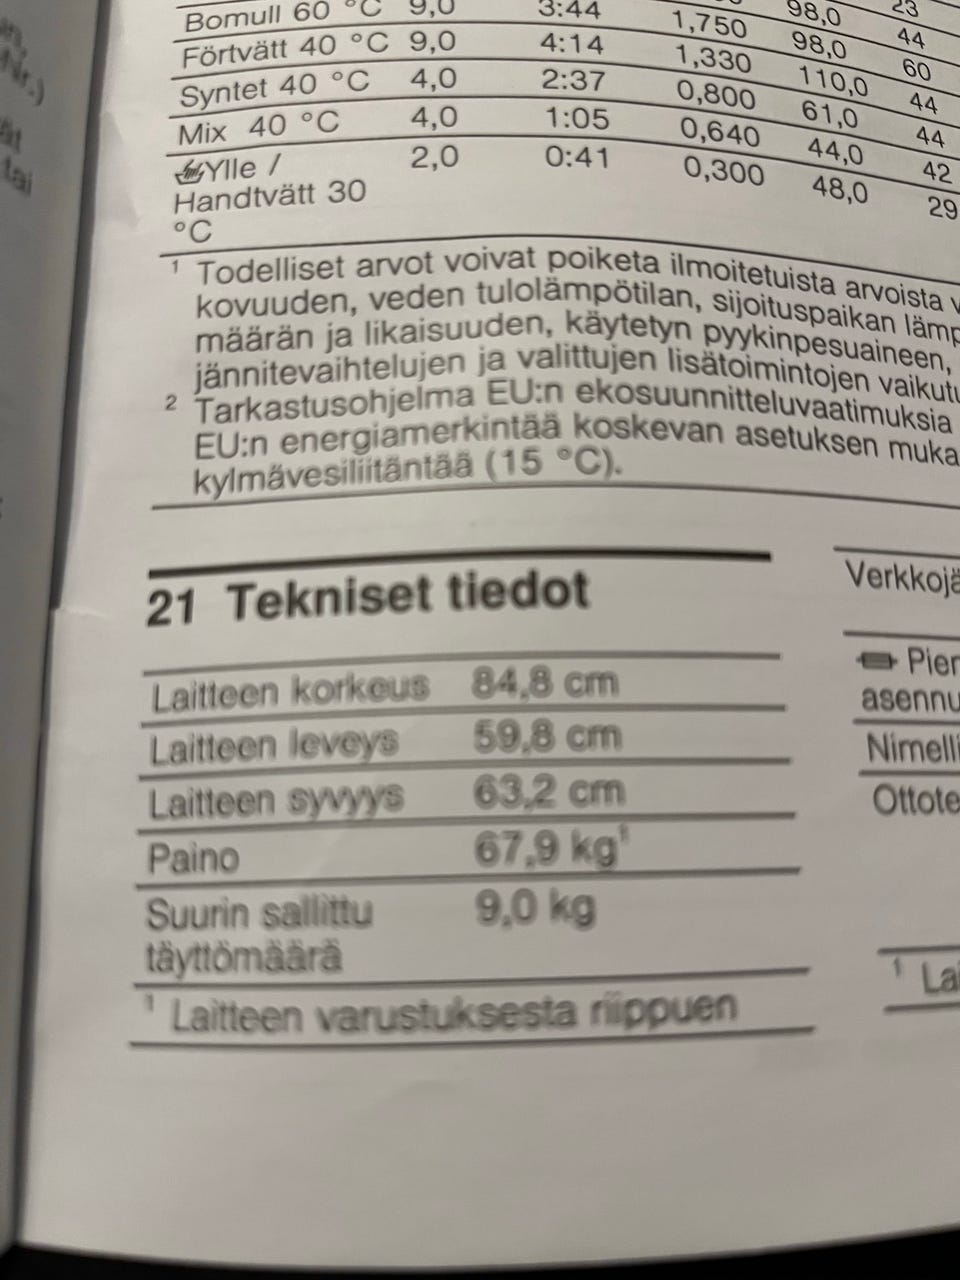 Bomull 60 °C 9,0 3:44 1,750 98,0 44
Förtvätt 40 °C 9,0 4:14 1,330 98,0 60
Syntet 40 °C 4,0 2:37 0,800 110,0 44
Mix 40 °C 4,0 1:05 0,640 61,0 44
Ylle / 2,0 0:41 0,300 44,0 42
Handtvätt 30 48,0 29
°C
1 Todelliset arvot voivat poiketa ilmoitetuista arvoista
kovuuden, veden tulolämpötilan, sijoituspaikan
määrän ja likaisuuden, käytetyn pyykinpesuaineen,
jännitevaihtelujen ja valittujen lisätoimintojen
2 Tarkastusohjelma EU:n ekosuunnitteluvaatimuksia
EU:n energiamerkintää koskevan asetuksen
kylmävesiliitäntää (15 °C).
21 Tekniset tiedot
Laitteen korkeus 84,8 cm
Laitteen leveys 59,8 cm
Laitteen syvyys 63,2 cm
Paino 67,9 kg1
Suurin sallittu 9,0 kg
täyttömäärä
1 Laitteen varustuksesta riippuen